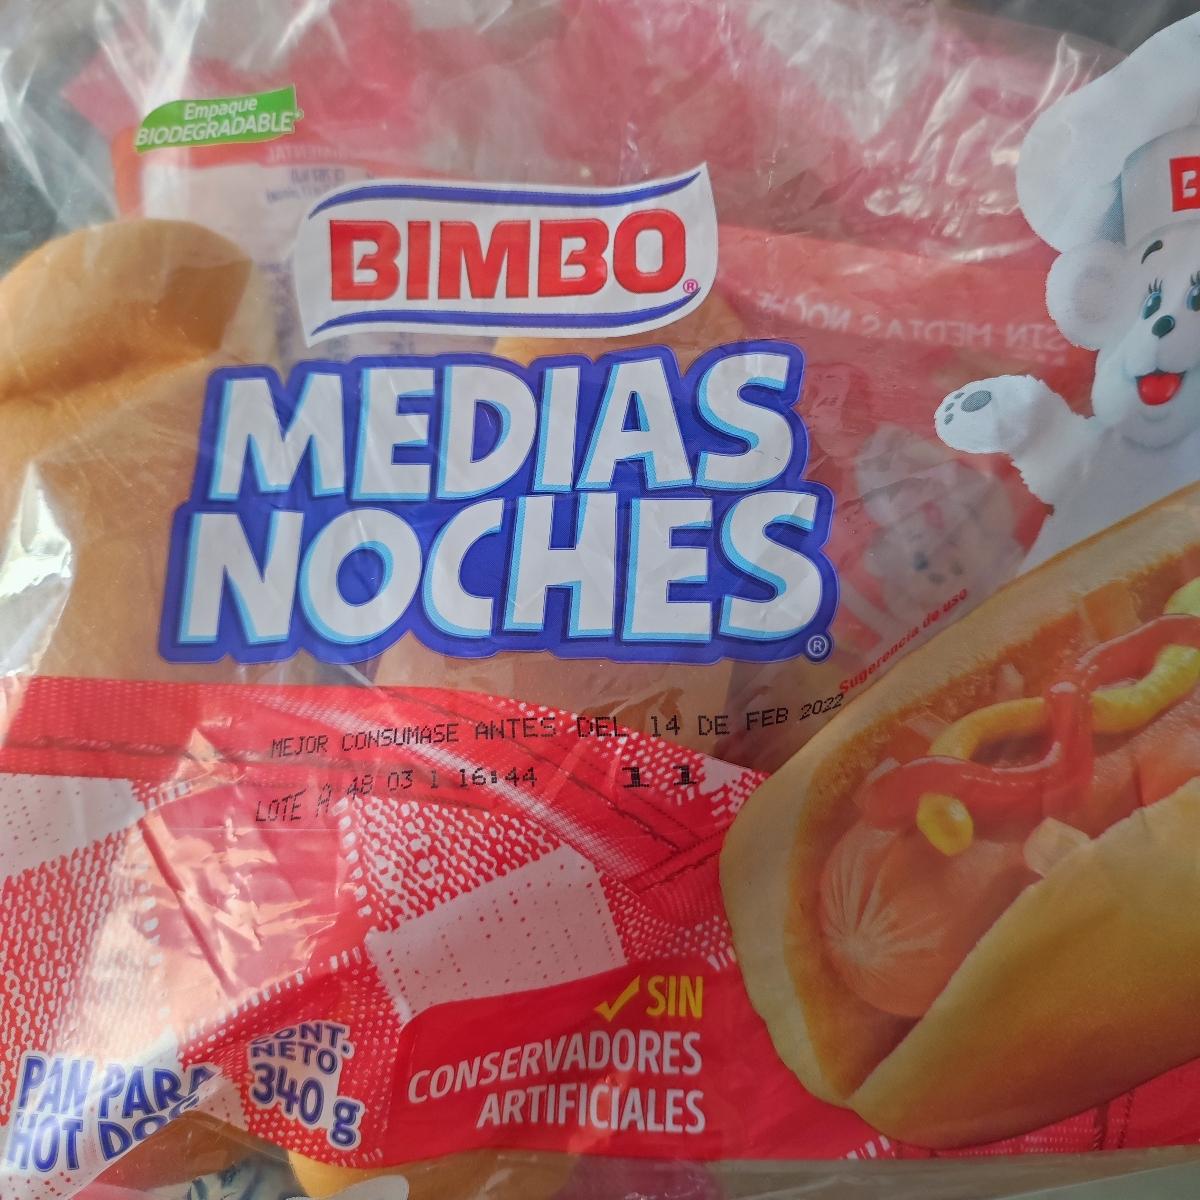 Empaque
BIODEGRADABLE
BIMBO®
MEDIAS
NOCHES®
Sugerencia de uso
MEJOR CONSUMASE ANTES DEL 14 DE FEB 2022
LOTE A 48 03 1 16:44 11
✓ SIN
CONSERVADORES
ARTIFICIALES
CONT.
NETO
340 g
PAN PARA
HOT DOG